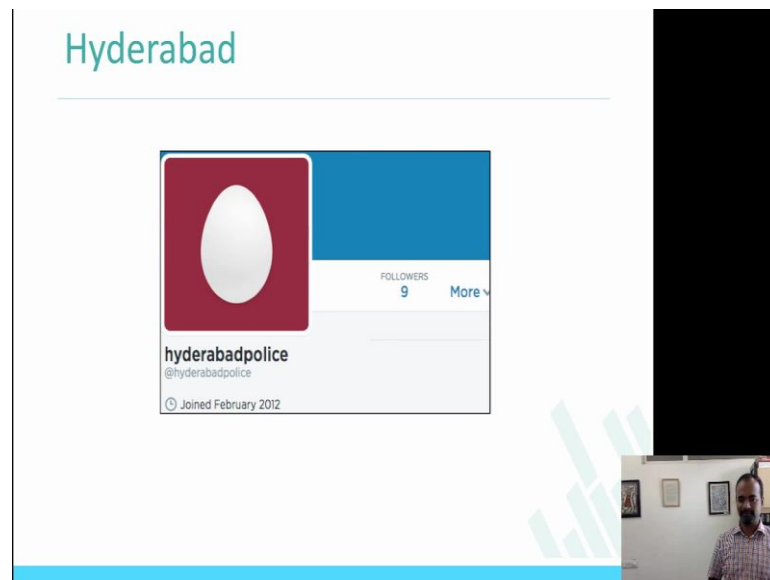 Hyderabad
FOLLOWERS
9
More
hyderabadpolice
@hyderabadpolice
Joined February 2012